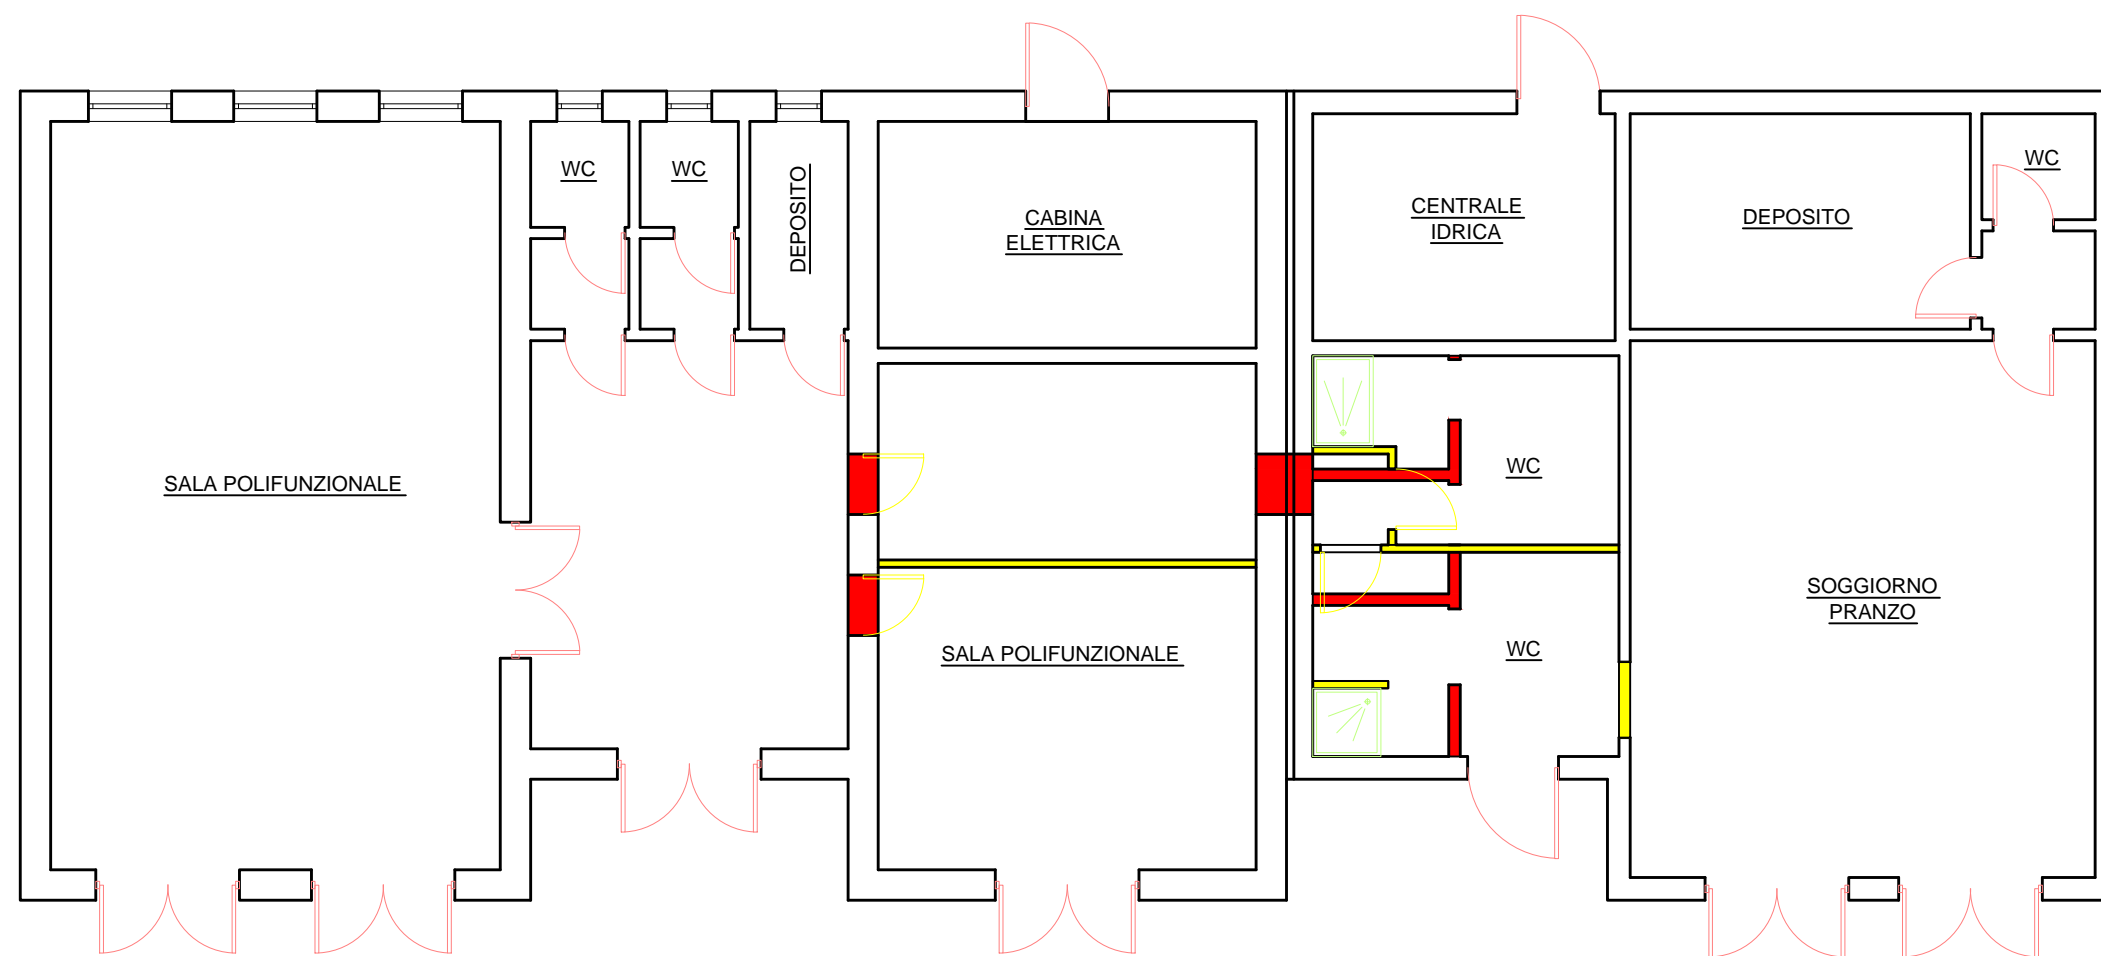 WC
WC
DEPOSITO
CABINA
ELETTRICA
CENTRALE
IDRICA
DEPOSITO
WC
SALA POLIFUNZIONALE
WC
SOGGIORNO
PRANZO
SALA POLIFUNZIONALE
WC